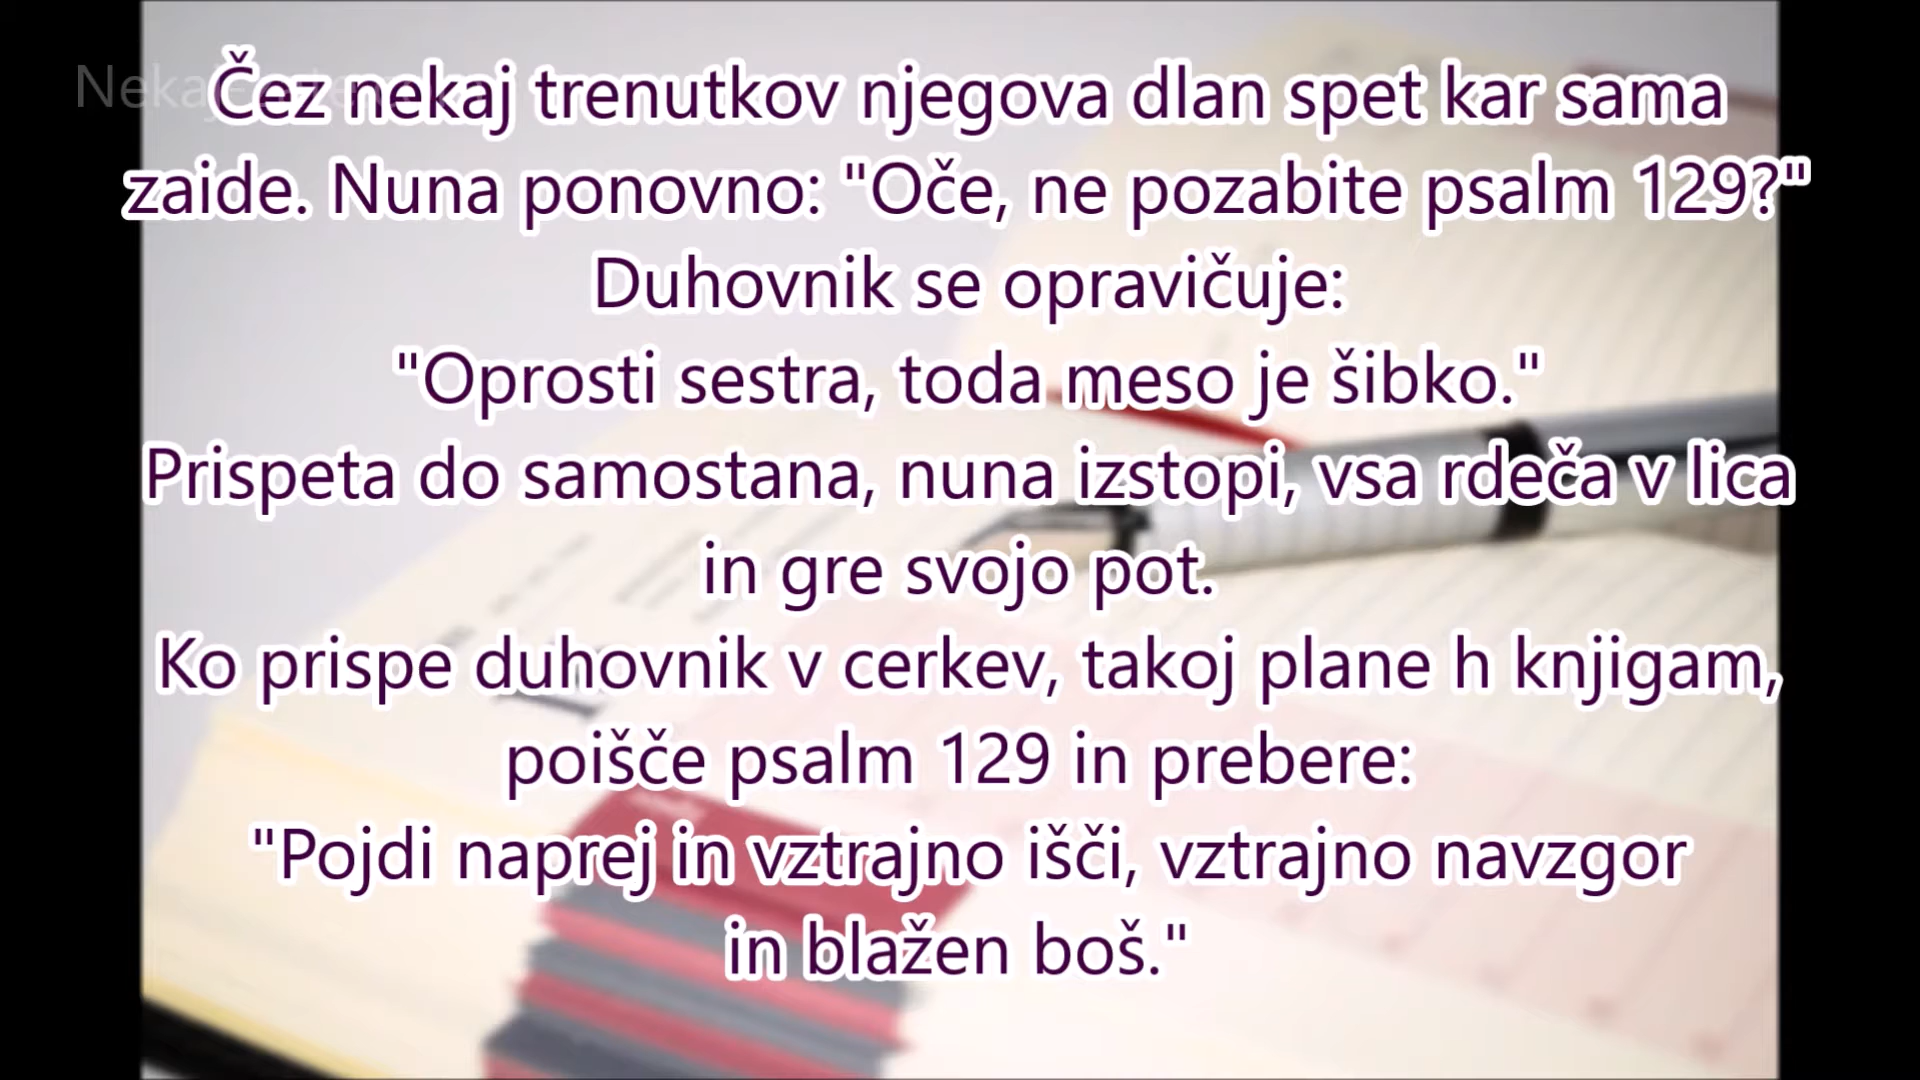 Čez nekaj trenutkov njegova dlan spet kar sama
zaide. Nuna ponovno: "Oče, ne pozabite psalm 129?"
Duhovnik se opravičuje:
"Oprosti sestra, toda meso je šibko."
Prispeta do samostana, nuna izstopi, vsa rdeča v lica
in gre svojo pot.
Ko prispe duhovnik v cerkev, takoj plane h knjigam,
poišče psalm 129 in prebere:
"Pojdi naprej in vztrajno išči, vztrajno navzgor
in blažen boš."